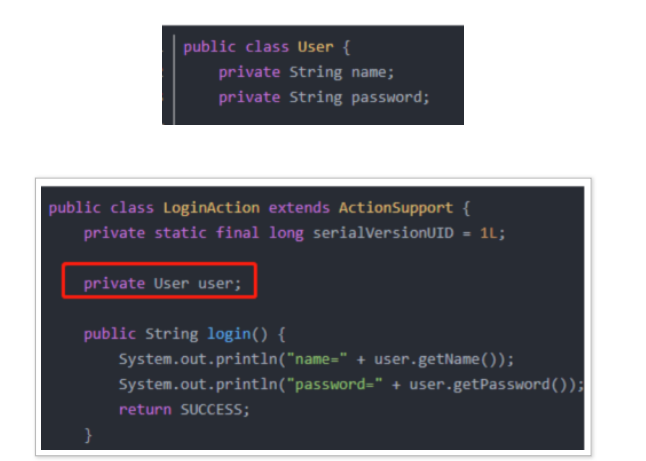 public class User {
private String name;
private String password;
public class LoginAction extends ActionSupport {
private static final long serialVersionUID = 1L;
private User user;
public String login() {
System.out.println("name=" + user.getName());
System.out.println("password=" + user.getPassword());
return SUCCESS;
}